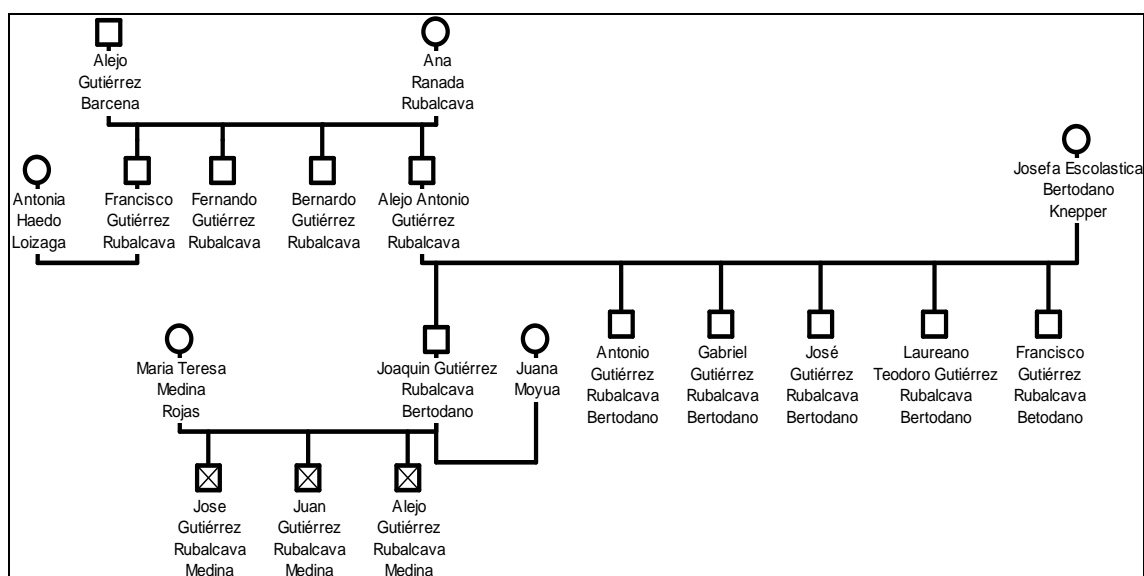 Alejo
Gutiérrez
Barcena
Ana
Ranada
Rubalcava
Antonia
Haedo
Loizaga
Francisco
Gutiérrez
Rubalcava
Fernando
Gutiérrez
Rubalcava
Bernardo
Gutiérrez
Rubalcava
Alejo Antonio
Gutiérrez
Rubalcava
Josefa Escolastica
Bertodano
Knepper
Maria Teresa
Medina
Rojas
Joaquin Gutiérrez
Rubalcava
Bertodano
Juana
Moyua
Antonio
Gutiérrez
Rubalcava
Bertodano
Gabriel
Gutiérrez
Rubalcava
Bertodano
José
Gutiérrez
Rubalcava
Bertodano
Laureano
Teodoro Gutiérrez
Rubalcava
Bertodano
Francisco
Gutiérrez
Rubalcava
Betodano
Jose
Gutiérrez
Rubalcava
Medina
Juan
Gutiérrez
Rubalcava
Medina
Alejo
Gutiérrez
Rubalcava
Medina